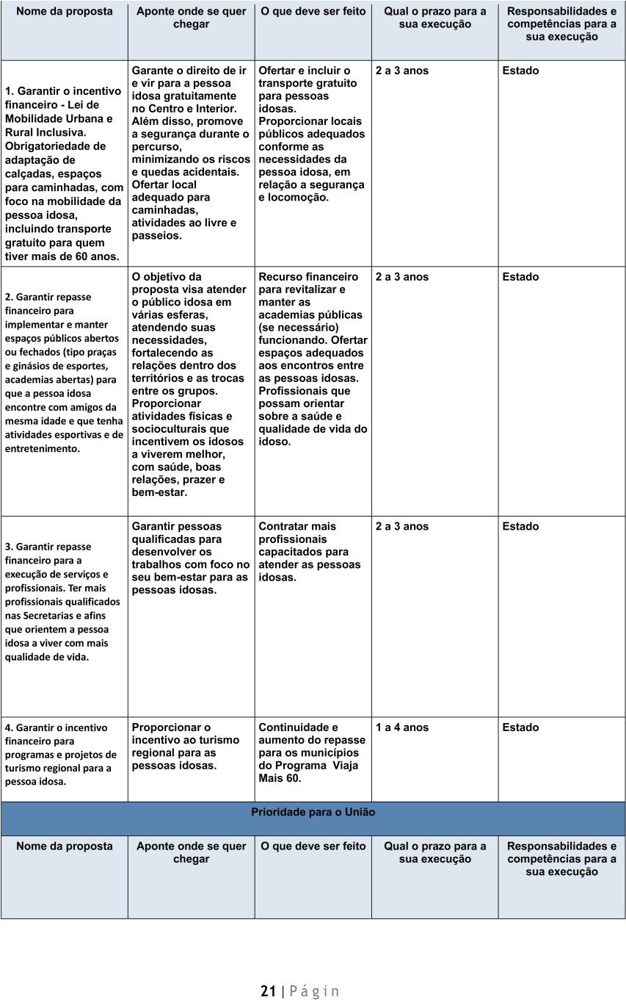 Nome da proposta
Aponte onde se quer
chegar
O que deve ser feito
Qual o prazo para a
sua execução
Responsabilidades e
competências para a
sua execução
1. Garantir o incentivo
financeiro - Lei de
Mobilidade Urbana e
Rural Inclusiva.
Obrigatoriedade de
adaptação de
calçadas, espaços
para caminhadas, com
foco na mobilidade da
pessoa idosa,
incluindo transporte
gratuito para quem
tiver mais de 60 anos.
Garante o direito de ir
e vir para a pessoa
idosa gratuitamente
no Centro e Interior.
Além disso, promove
a segurança durante o
percurso,
minimizando os riscos
e quedas acidentais.
Ofertar local
adequado para
caminhadas,
atividades ao livre e
passeios.
Ofertar e incluir o
transporte gratuito
para pessoas
idosas.
Proporcionar locais
públicos adequados
conforme as
necessidades da
pessoa idosa, em
relação a segurança
e locomoção.
2 a 3 anos
Estado
2. Garantir repasse
financeiro para
implementar e manter
espaços públicos abertos
ou fechados (tipo praças
e ginásios de esportes,
academias abertas) para
que a pessoa idosa
encontre com amigos da
mesma idade e que tenha
atividades esportivas e de
entretenimento.
O objetivo da
proposta visa atender
o público idosa em
várias esferas,
atendendo suas
necessidades,
fortalecendo as
relações dentro dos
territórios e as trocas
entre os grupos.
Proporcionar
atividades físicas e
socioculturais que
incentivem os idosos
a viverem melhor,
com saúde, boas
relações, prazer e
bem-estar.
Recurso financeiro
para revitalizar e
manter as
academias públicas
(se necessário)
funcionando. Ofertar
espaços adequados
aos encontros entre
as pessoas idosas.
Profissionais que
possam orientar
sobre a saúde e
qualidade de vida do
idoso.
2 a 3 anos
Estado
3. Garantir repasse
financeiro para a
execução de serviços e
profissionais. Ter mais
profissionais qualificados
nas Secretarias e afins
que orientem a pessoa
idosa a viver com mais
qualidade de vida.
Garantir pessoas
qualificadas para
desenvolver os
trabalhos com foco no
seu bem-estar para as
pessoas idosas.
Contratar mais
profissionais
capacitados para
atender as pessoas
idosas.
2 a 3 anos
Estado
4. Garantir o incentivo
financeiro para
programas e projetos de
turismo regional para a
pessoa idosa.
Proporcionar o
incentivo ao turismo
regional para as
pessoas idosas.
Continuidade e
aumento do repasse
para os municípios
do Programa  Viaja
Mais 60.
1 a 4 anos
Estado
Prioridade para o União
Nome da proposta
Aponte onde se quer
chegar
O que deve ser feito
Qual o prazo para a
sua execução
Responsabilidades e
competências para a
sua execução
21 | Págin